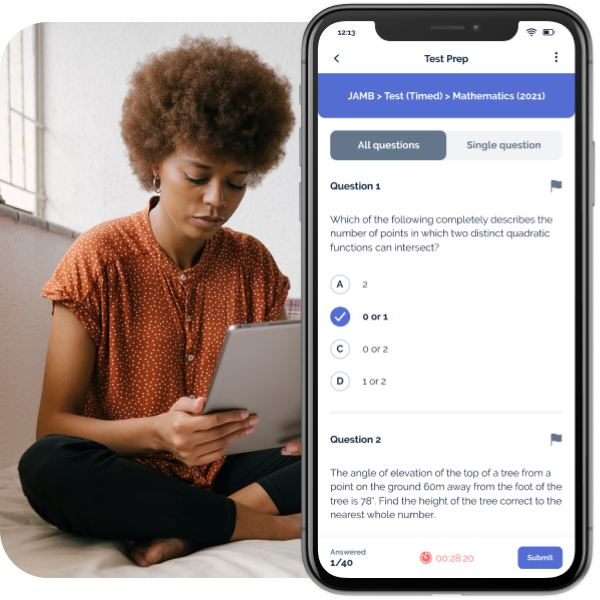 12:13
Test Prep
JAMB > Test (Timed) > Mathematics (2021)
All questions
Single question
Question 1
Which of the following completely describes the
number of points in which two distinct quadratic
functions can intersect?
A 2
0 or 1
C 0 or 2
D 1 or 2
Question 2
The angle of elevation of the top of a tree from a
point on the ground 60m away from the foot of the
tree is 78°. Find the height of the tree correct to the
nearest whole number.
Answered
1/40
00:28:20
Submit